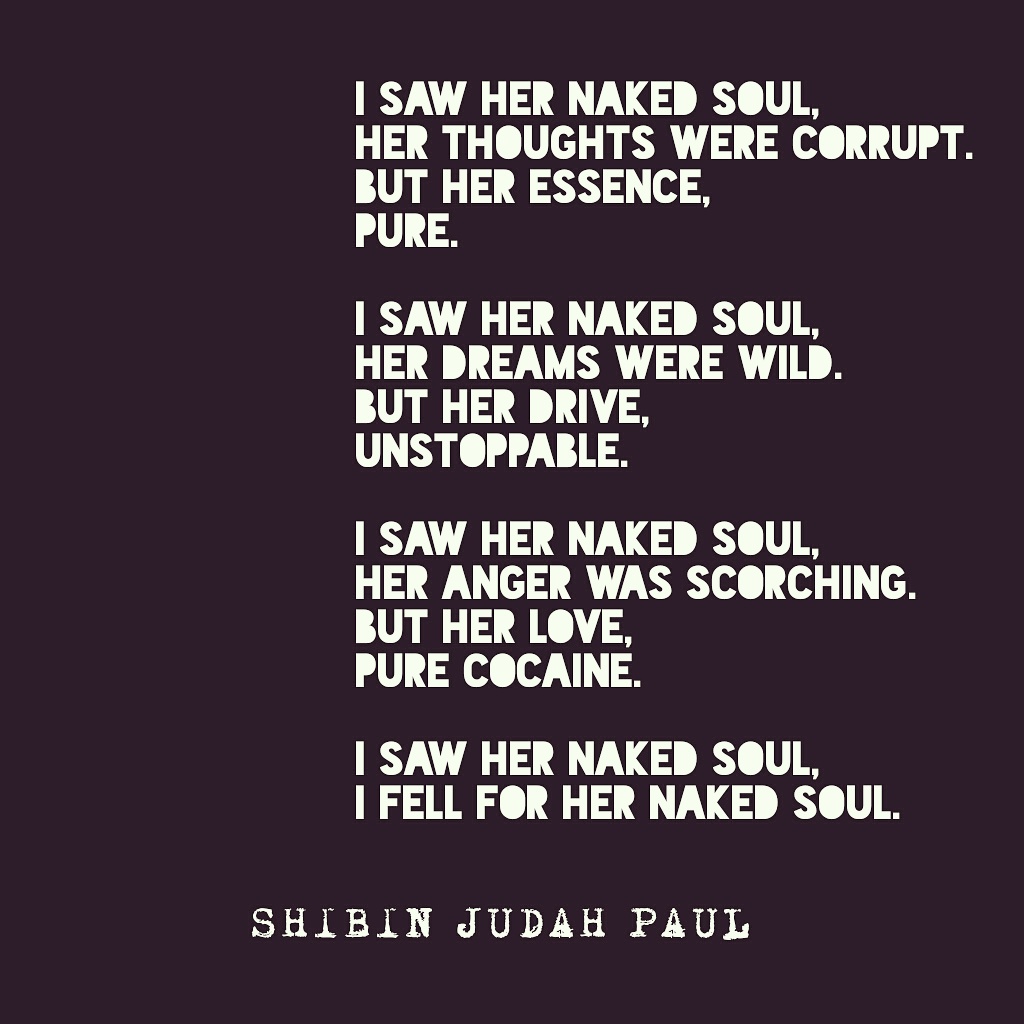 I SAW HER NAKED SOUL,
HER THOUGHTS WERE CORRUPT.
BUT HER ESSENCE,
PURE.
I SAW HER NAKED SOUL,
HER DREAMS WERE WILD.
BUT HER DRIVE,
UNSTOPPABLE.
I SAW HER NAKED SOUL,
HER ANGER WAS SCORCHING.
BUT HER LOVE,
PURE COCAINE.
I SAW HER NAKED SOUL,
I FELL FOR HER NAKED SOUL.
SHIBIN JUDAH PAUL